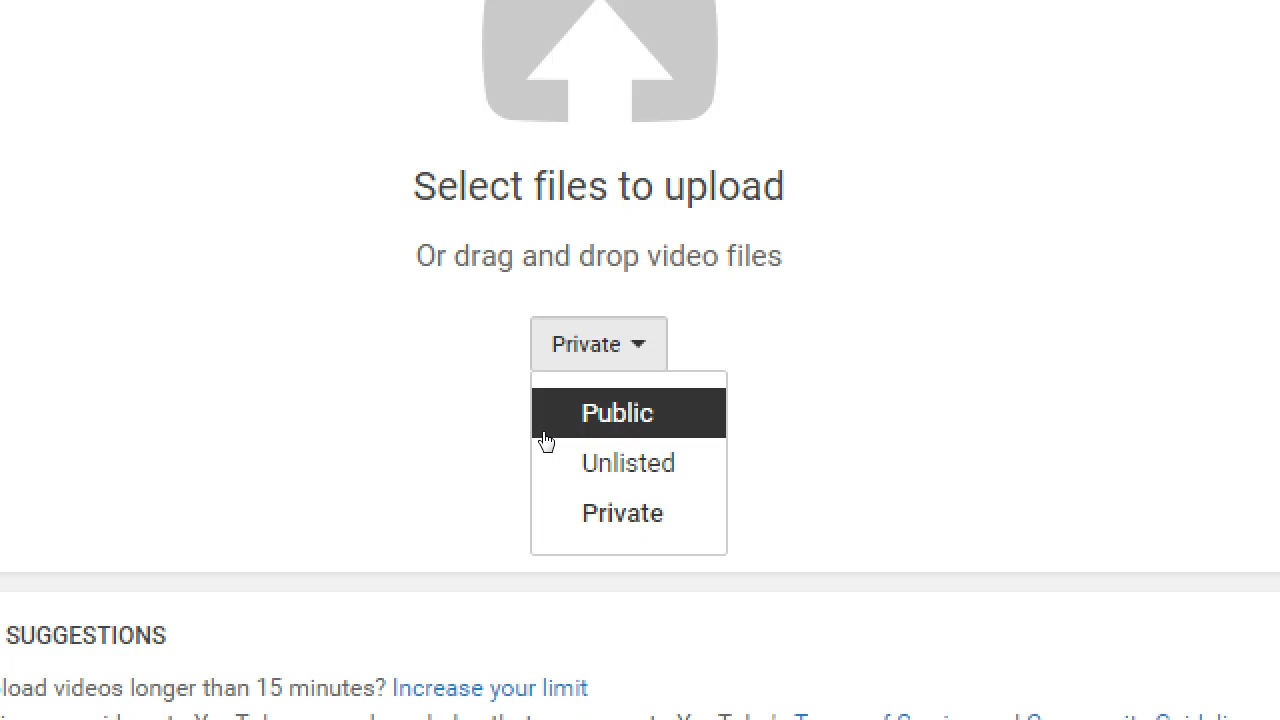 Select files to upload
Or drag and drop video files
Private
Public
Unlisted
Private
SUGGESTIONS
load videos longer than 15 minutes? Increase your limit